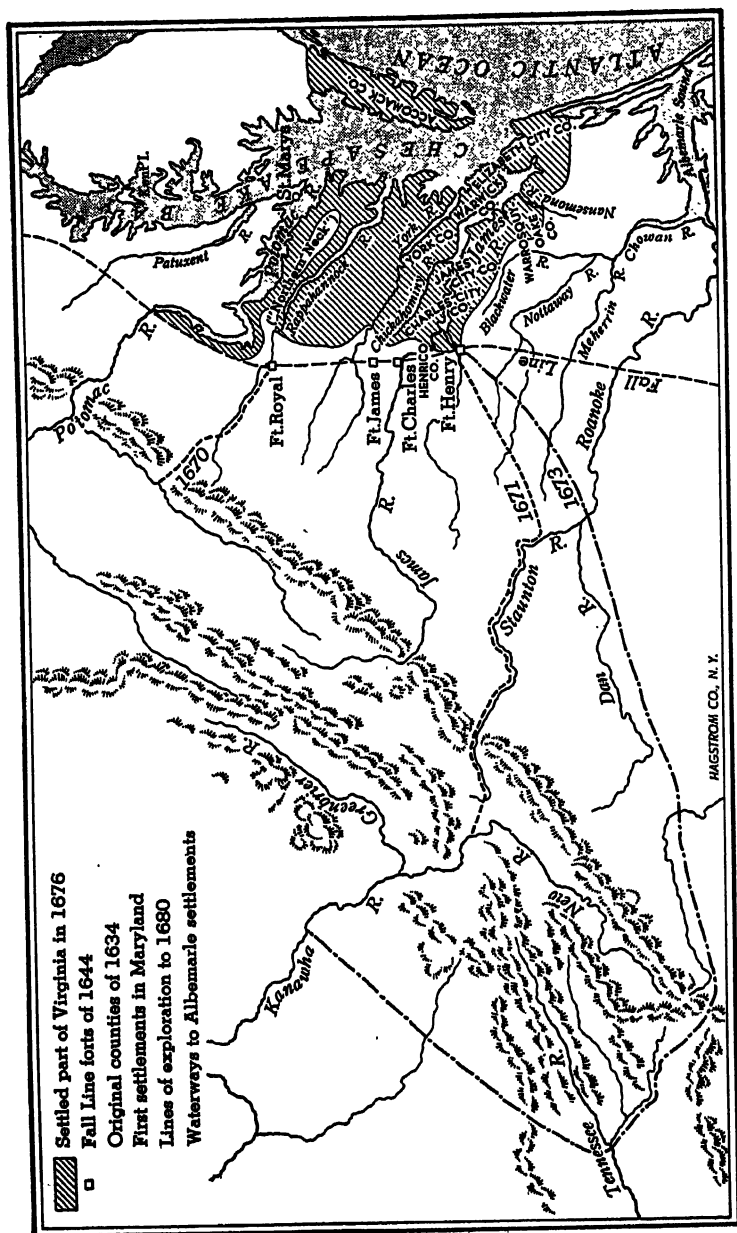 Settled part of Virginia in 1676
Fall Line forts of 1644
Original counties of 1634
First settlements in Maryland
Lines of exploration to 1680
Waterways to Albemarle settlements
Potomac
R.
Patuxent
R.
Kent I.
CHESAPEAKE
BAY
St. Marys
ATLANTIC OCEAN
ACCOMACK CO.
Potomac
R.
Northern Neck
Rappahannock
R.
1670
Ft. Royal
Ft. James
Ft. Charles
HENRICO
CO.
Ft. Henry
Chickahominy
York
R.
YORK CO.
WARWICK CO.
ELIZABETH CITY CO.
JAMES CITY CO.
CHARLES CITY CO.
James
WARROSQUYOAKE
CO.
Nansemond
Blackwater
R.
Nottaway
R.
Meherrin
R.
Chowan R.
Albemarle Sound
Roanoke
R.
Fall
Line
James
R.
1671
1673
Staunton
R.
Dan
R.
Greenbrier
R.
Kanawha
R.
New
R.
Tennessee
R.
HAGSTROM CO., N.Y.